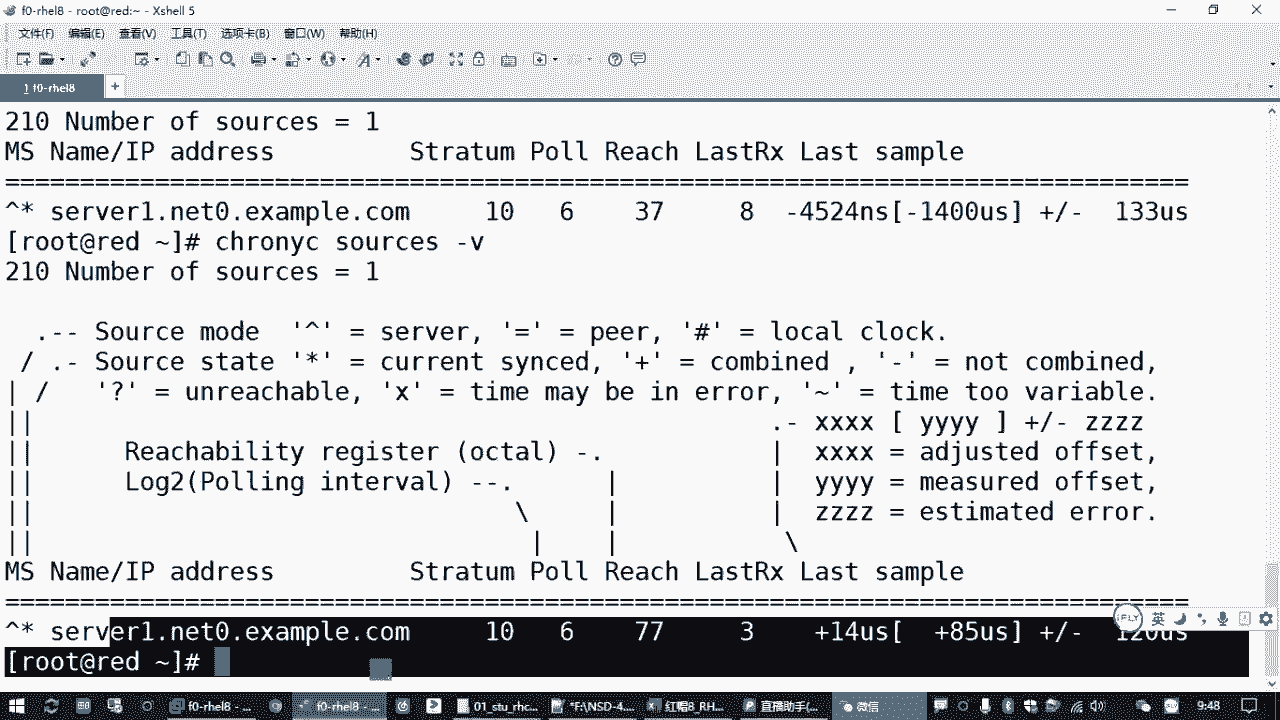 f0-rhel8 - root@red:~ - Xshell 5
文件(F) 编辑(E) 查看(V) 工具(T) 选项卡(B) 窗口(W) 帮助(H)
1 f0-rhel8 +
210 Number of sources = 1
MS Name/IP address         Stratum Poll Reach LastRx Last sample
===============================================================================
^* server1.net0.example.com     10   6    37     8  -4524ns[-1400us] +/-  133us
[root@red ~]# chronyc sources -v
210 Number of sources = 1
  .-- Source mode  '^' = server, '=' = peer, '#' = local clock.
 / .- Source state '*' = current synced, '+' = combined , '-' = not combined,
| /   '?' = unreachable, 'x' = time may be in error, '~' = time too variable.
||                                                 .- xxxx [ yyyy ] +/- zzzz
||      Reachability register (octal) -.           |  xxxx = adjusted offset,
||      Log2(Polling interval) --.      |          |  yyyy = measured offset,
||                                \     |          |  zzzz = estimated error.
||                                 |    |           \
MS Name/IP address         Stratum Poll Reach LastRx Last sample
===============================================================================
^* server1.net0.example.com     10   6    77     3    +14us[  +85us] +/-  120us
[root@red ~]#
iFLY 英
f0-rhel8 - ... f0-rhel8 - ... 01_stu_rhc... *F:\NSD-4... 红帽8_RH... 直播助手(... 微信 9:48